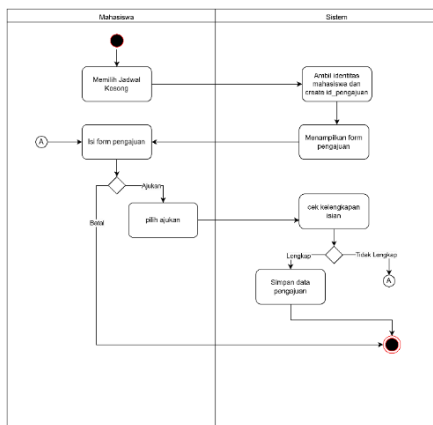 Mahasiswa
Sistem
Memilih Jadwal
Kosong
Ambil identitas
mahasiswa dan
create id_pengajuan
A
Isi form pengajuan
Menampilkan form
pengajuan
Ajukan
Batal
pilih ajukan
cek kelengkapan
isian
Lengkap
Tidak Lengkap
A
Simpan data
pengajuan